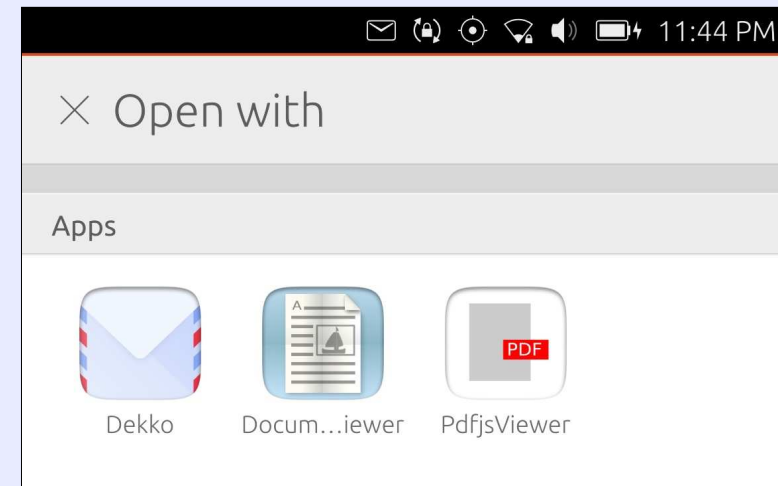 11:44 PM
Open with
Apps
A
PDF
Dekko
Docum...iewer
PdfjsViewer